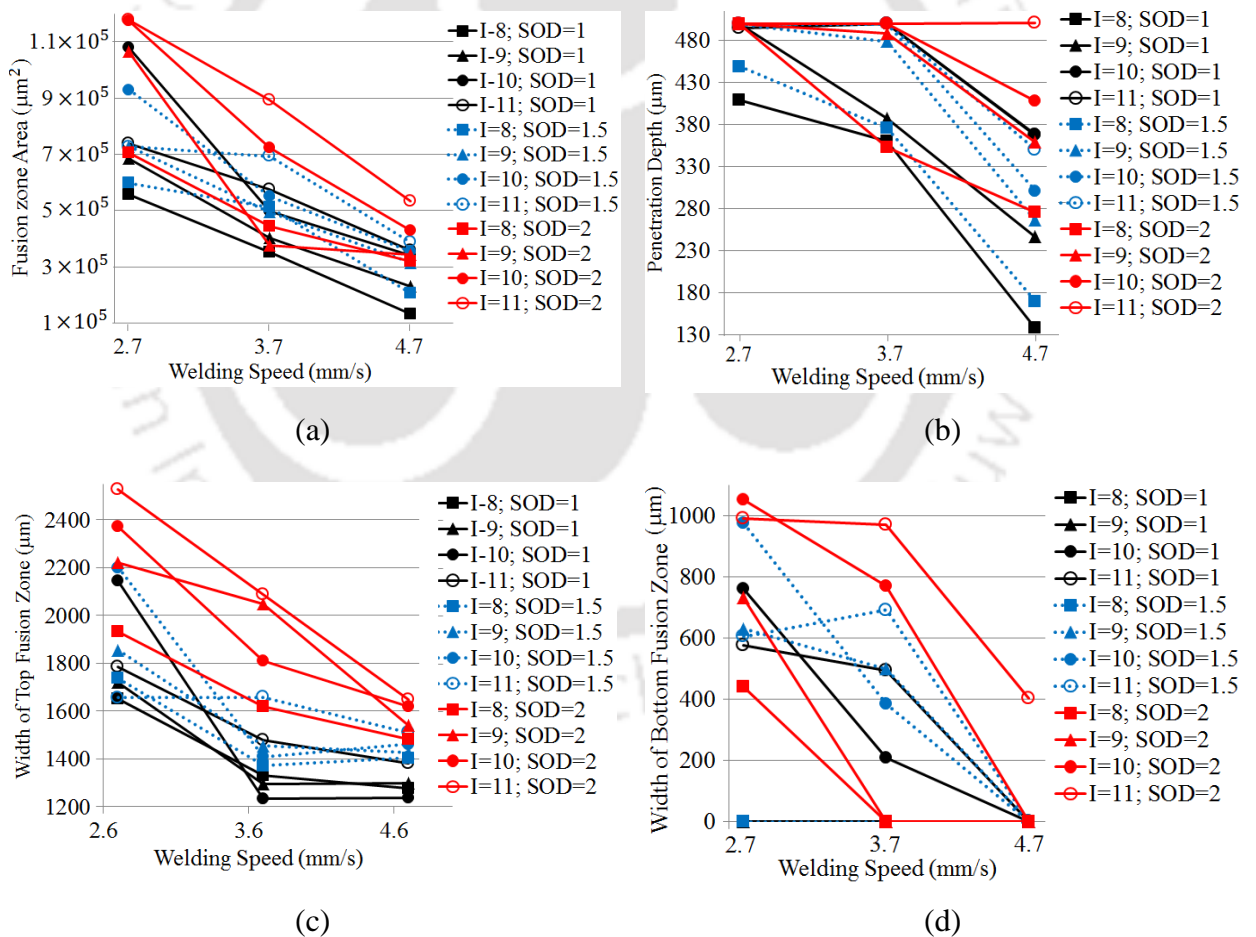 1.1×10⁵
9×10⁵
7×10⁵
5×10⁵
3×10⁵
1×10⁵
Fusion zone Area (µm²)
2.7 3.7 4.7
Welding Speed (mm/s)
I-8; SOD=1
I-9; SOD=1
I-10; SOD=1
I-11; SOD=1
I=8; SOD=1.5
I=9; SOD=1.5
I=10; SOD=1.5
I=11; SOD=1.5
I=8; SOD=2
I=9; SOD=2
I=10; SOD=2
I=11; SOD=2
(a)
480
430
380
330
280
230
180
130
Penetration Depth (µm)
2.7 3.7 4.7
Welding Speed (mm/s)
I=8; SOD=1
I=9; SOD=1
I=10; SOD=1
I=11; SOD=1
I=8; SOD=1.5
I=9; SOD=1.5
I=10; SOD=1.5
I=11; SOD=1.5
I=8; SOD=2
I=9; SOD=2
I=10; SOD=2
I=11; SOD=2
(b)
2400
2200
2000
1800
1600
1400
1200
Width of Top Fusion Zone (µm)
2.6 3.6 4.6
Welding Speed (mm/s)
I-8; SOD=1
I-9; SOD=1
I-10; SOD=1
I-11; SOD=1
I=8; SOD=1.5
I=9; SOD=1.5
I=10; SOD=1.5
I=11; SOD=1.5
I=8; SOD=2
I=9; SOD=2
I=10; SOD=2
I=11; SOD=2
(c)
1000
800
600
400
200
0
Width of Bottom Fusion Zone (µm)
2.7 3.7 4.7
Welding Speed (mm/s)
I=8; SOD=1
I=9; SOD=1
I=10; SOD=1
I=11; SOD=1
I=8; SOD=1.5
I=9; SOD=1.5
I=10; SOD=1.5
I=11; SOD=1.5
I=8; SOD=2
I=9; SOD=2
I=10; SOD=2
I=11; SOD=2
(d)